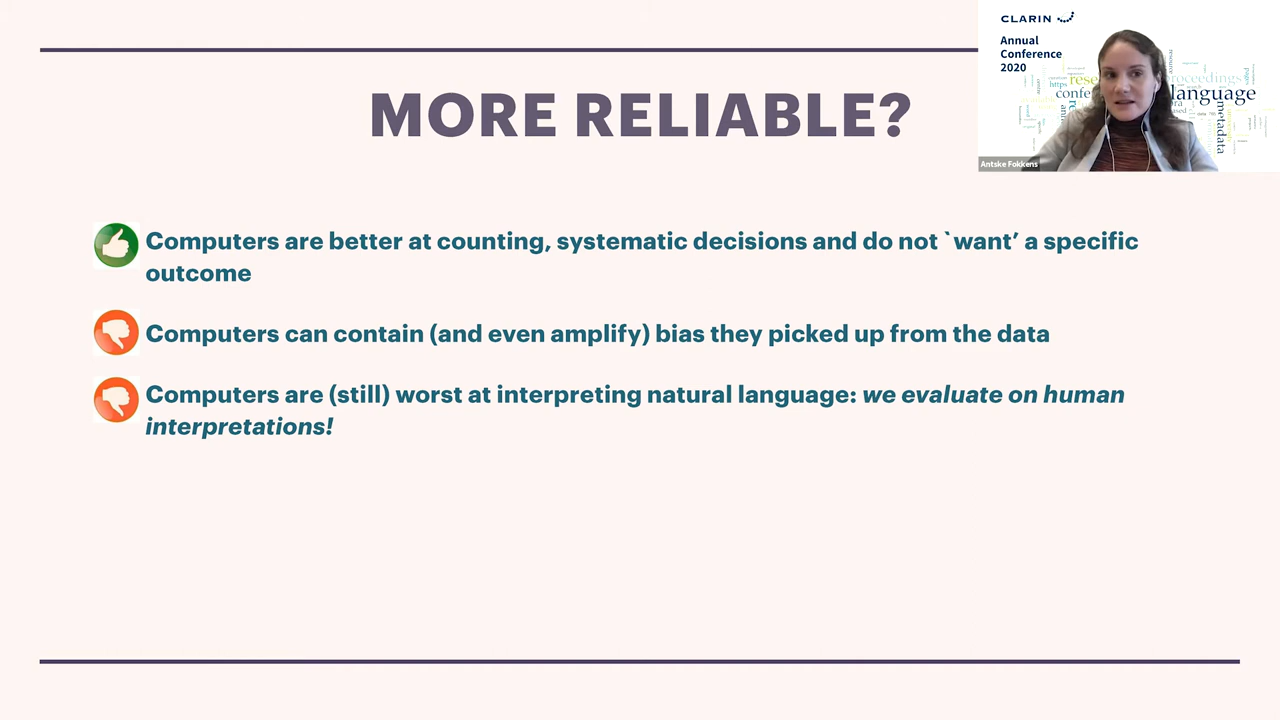 CLARIN
Annual
Conference
2020
language
metadata
Antske Fokkens
MORE RELIABLE?
Computers are better at counting, systematic decisions and do not `want’ a specific
outcome
Computers can contain (and even amplify) bias they picked up from the data
Computers are (still) worst at interpreting natural language: we evaluate on human
interpretations!